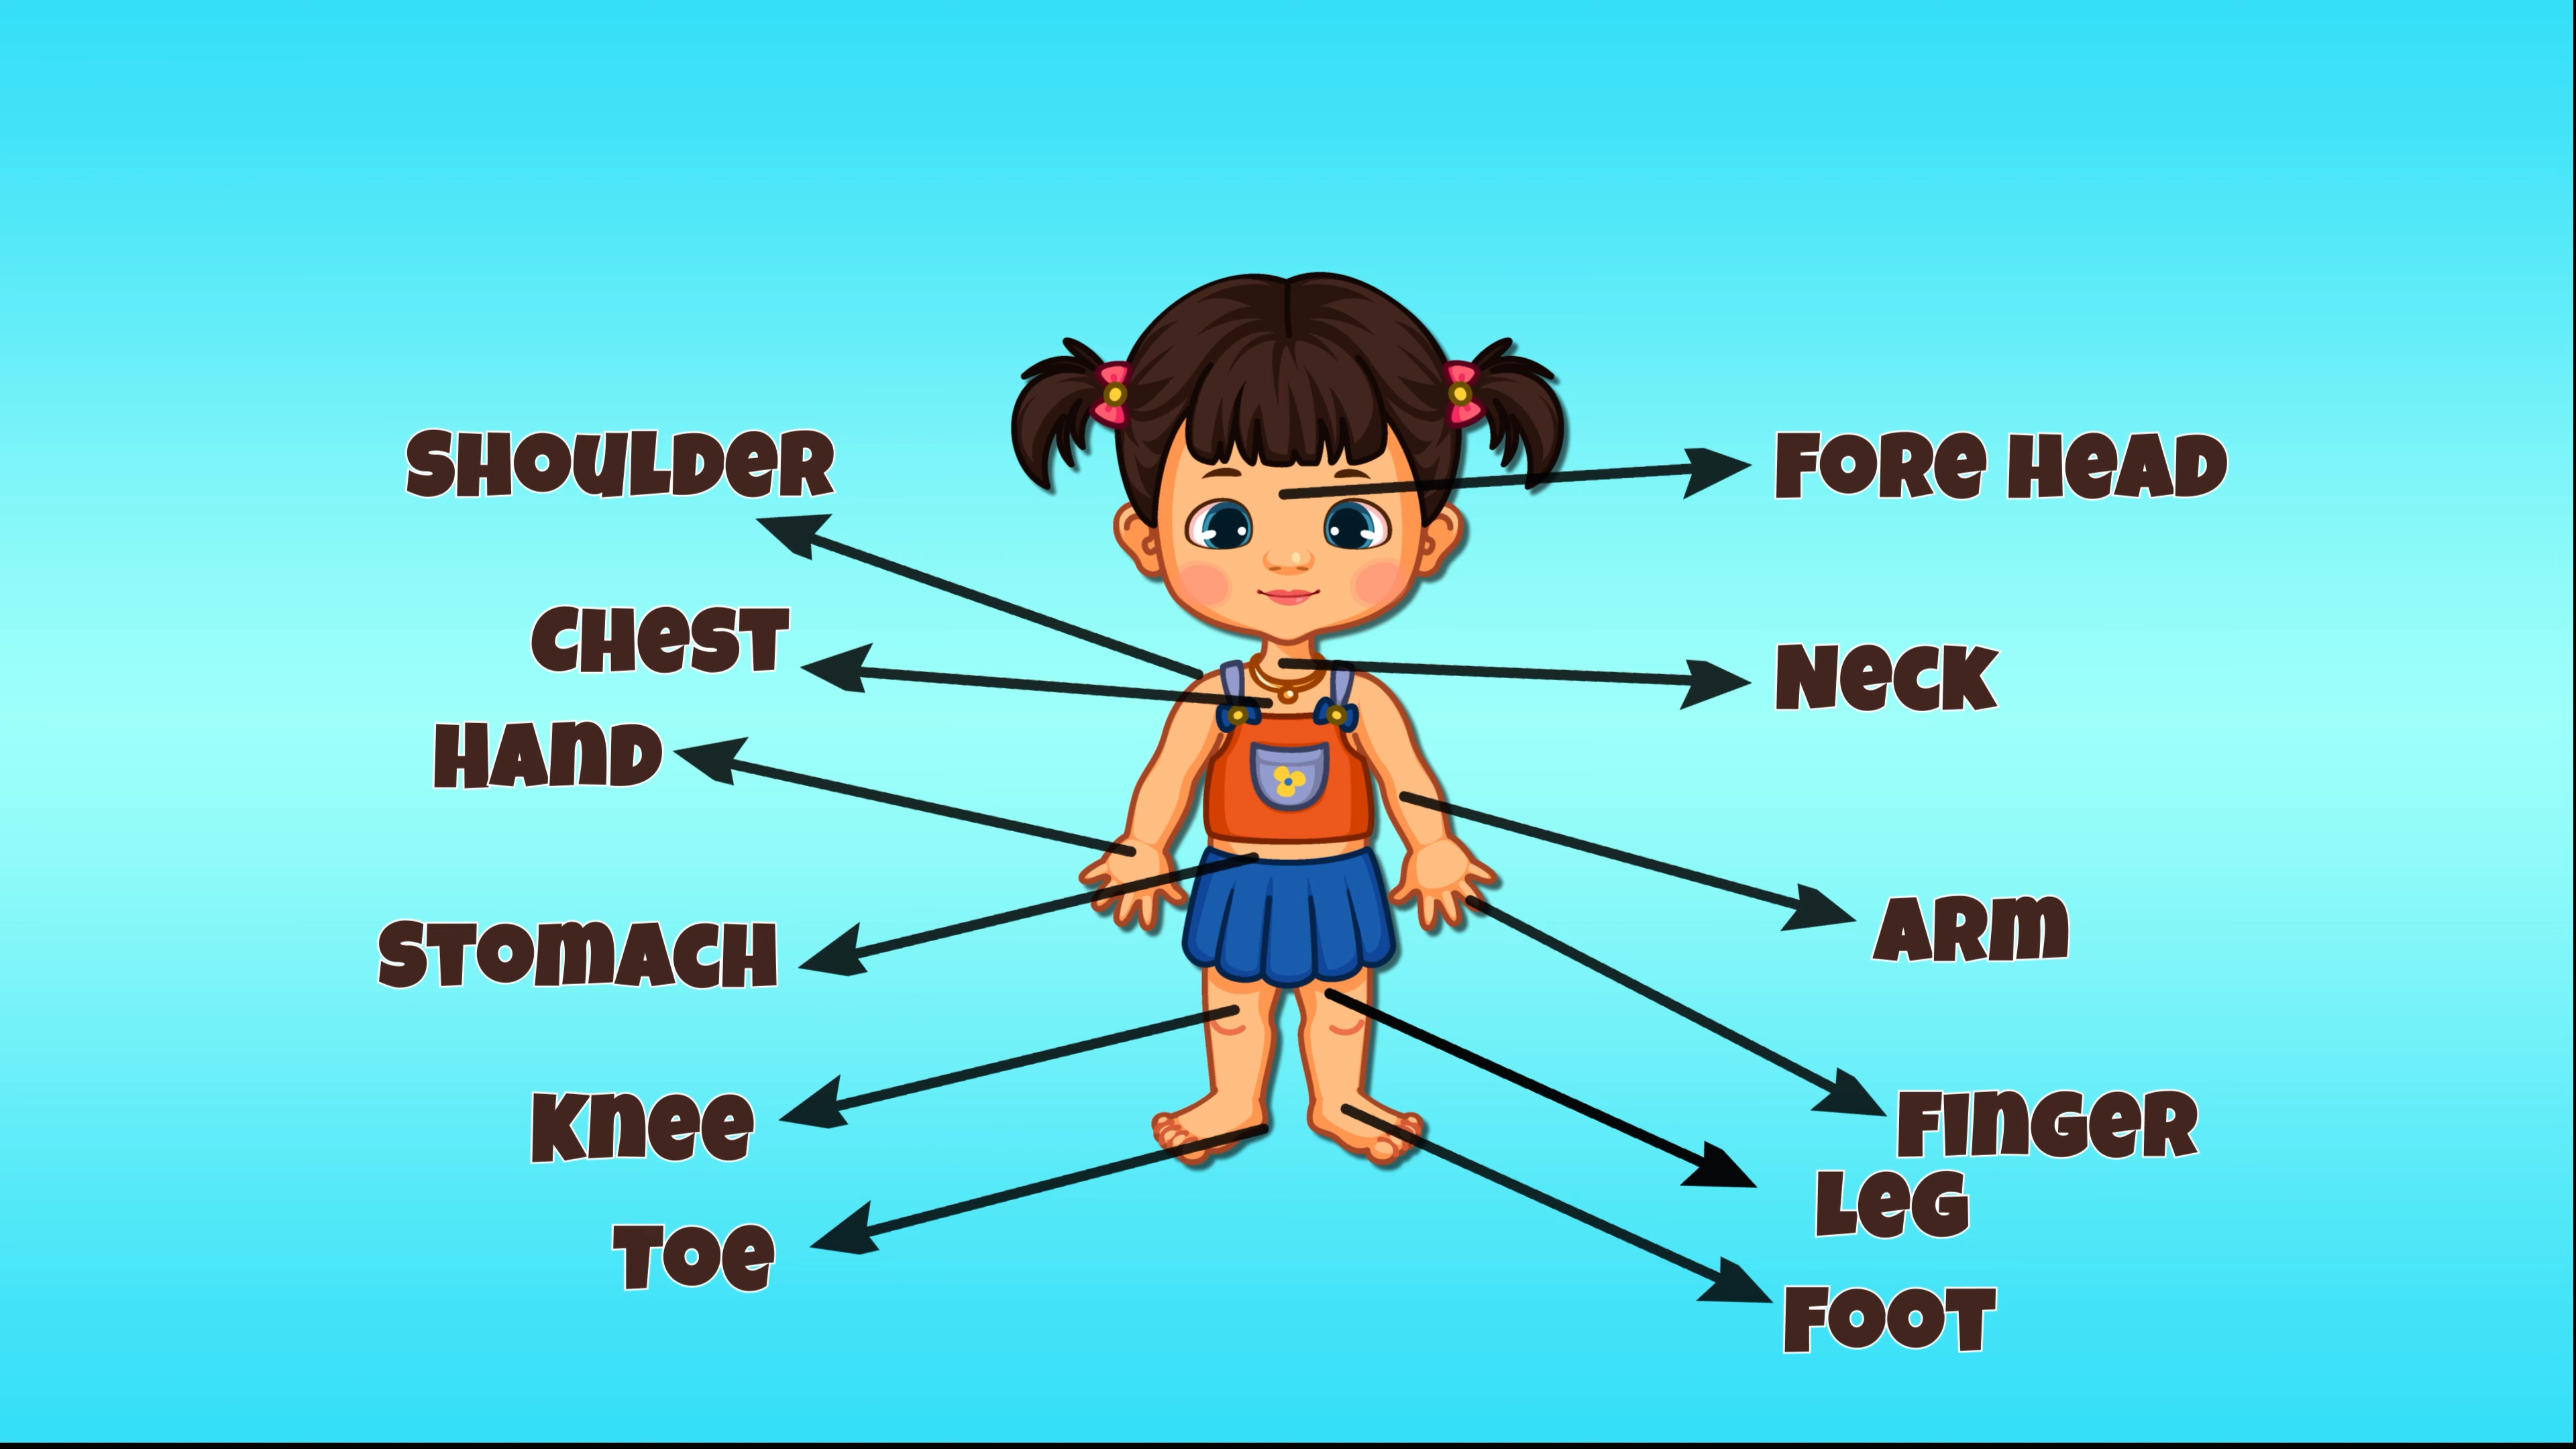 SHOULDER
CHEST
HAND
STOMACH
KNEE
TOE
FORE HEAD
NECK
ARM
FINGER
LEG
FOOT